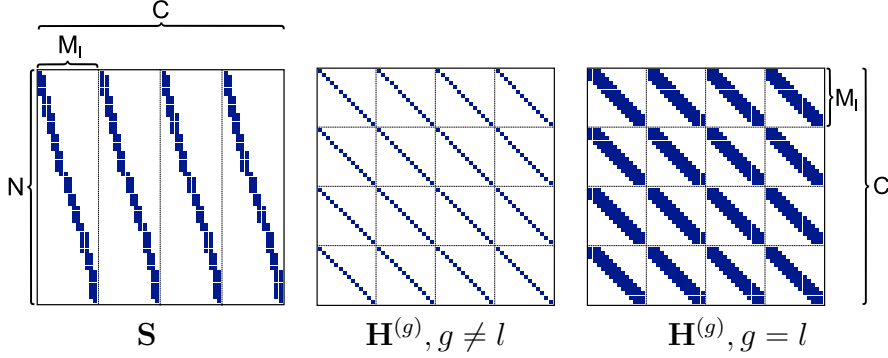 C
M_l
N
M_l
C
S
H^{(g)}, g ≠ l
H^{(g)}, g = l